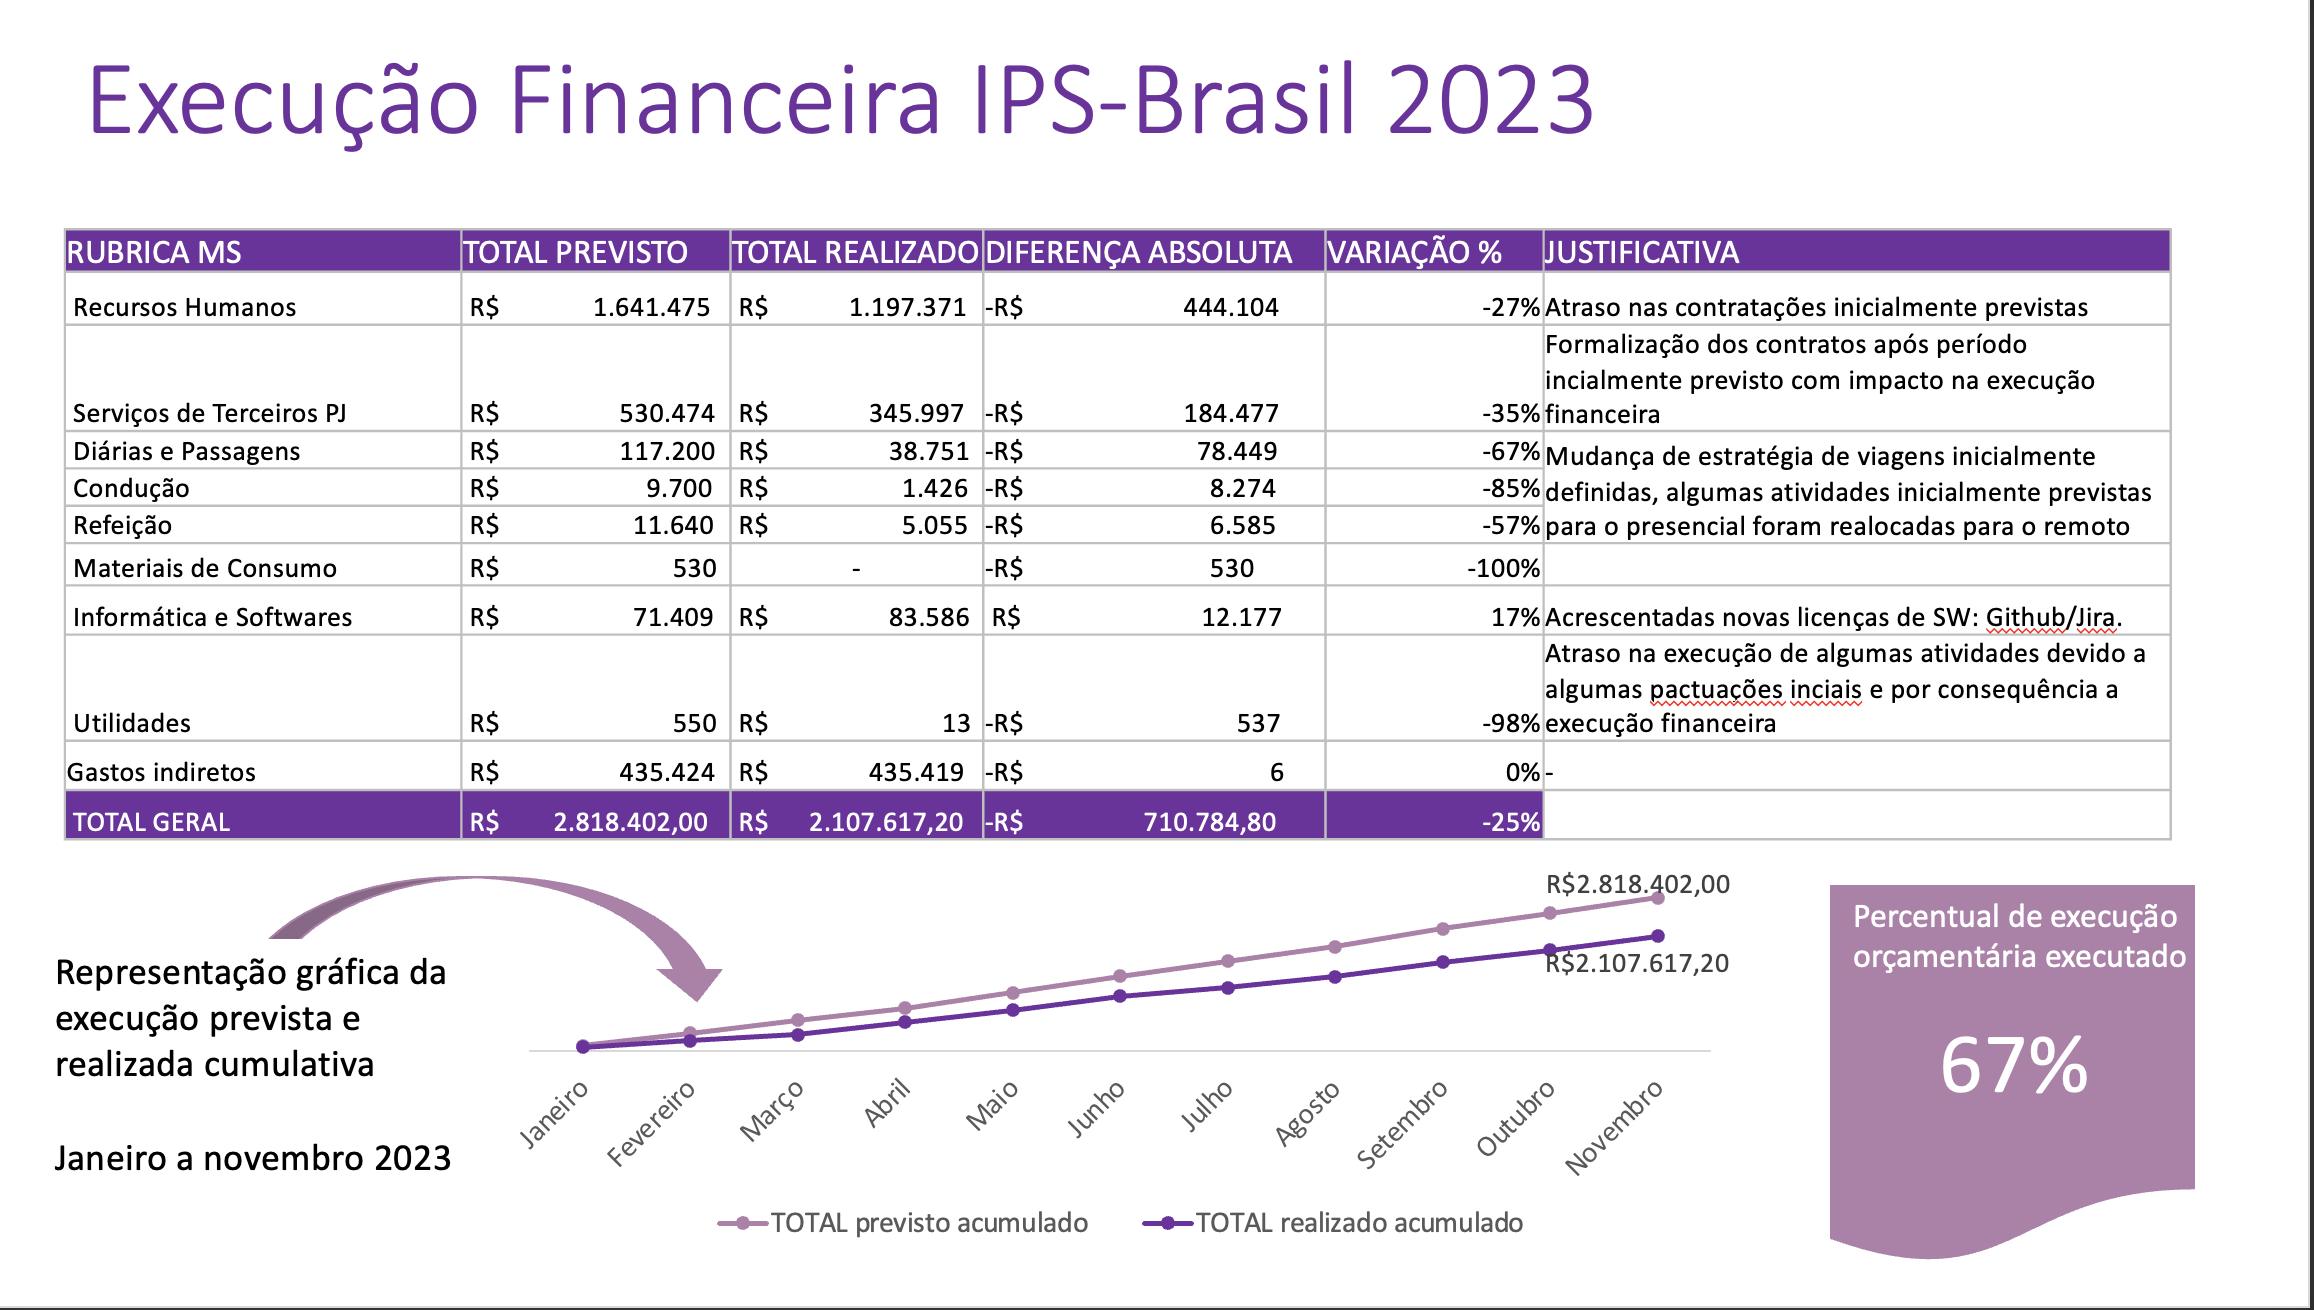 Execução Financeira IPS-Brasil 2023
RUBRICA MS TOTAL PREVISTO TOTAL REALIZADO DIFERENÇA ABSOLUTA VARIAÇÃO % JUSTIFICATIVA
Recursos Humanos R$ 1.641.475 R$ 1.197.371 -R$ 444.104 -27% Atraso nas contratações inicialmente previstas
Formalização dos contratos após período
incialmente previsto com impacto na execução
Serviços de Terceiros PJ R$ 530.474 R$ 345.997 -R$ 184.477 -35% financeira
Diárias e Passagens R$ 117.200 R$ 38.751 -R$ 78.449 -67% Mudança de estratégia de viagens inicialmente
Condução R$ 9.700 R$ 1.426 -R$ 8.274 -85% definidas, algumas atividades inicialmente previstas
Refeição R$ 11.640 R$ 5.055 -R$ 6.585 -57% para o presencial foram realocadas para o remoto
Materiais de Consumo R$ 530 - -R$ 530 -100%
Informática e Softwares R$ 71.409 R$ 83.586 R$ 12.177 17% Acrescentadas novas licenças de SW: Github/Jira.
Atraso na execução de algumas atividades devido a
algumas pactuações inciais e por consequência a
Utilidades R$ 550 R$ 13 -R$ 537 -98% execução financeira
Gastos indiretos R$ 435.424 R$ 435.419 -R$ 6 0% -
TOTAL GERAL R$ 2.818.402,00 R$ 2.107.617,20 -R$ 710.784,80 -25%
Representação gráfica da
execução prevista e
realizada cumulativa
Janeiro a novembro 2023
R$2.818.402,00
R$2.107.617,20
Janeiro Fevereiro Março Abril Maio Junho Julho Agosto Setembro Outubro Novembro
TOTAL previsto acumulado TOTAL realizado acumulado
Percentual de execução
orçamentária executado
67%